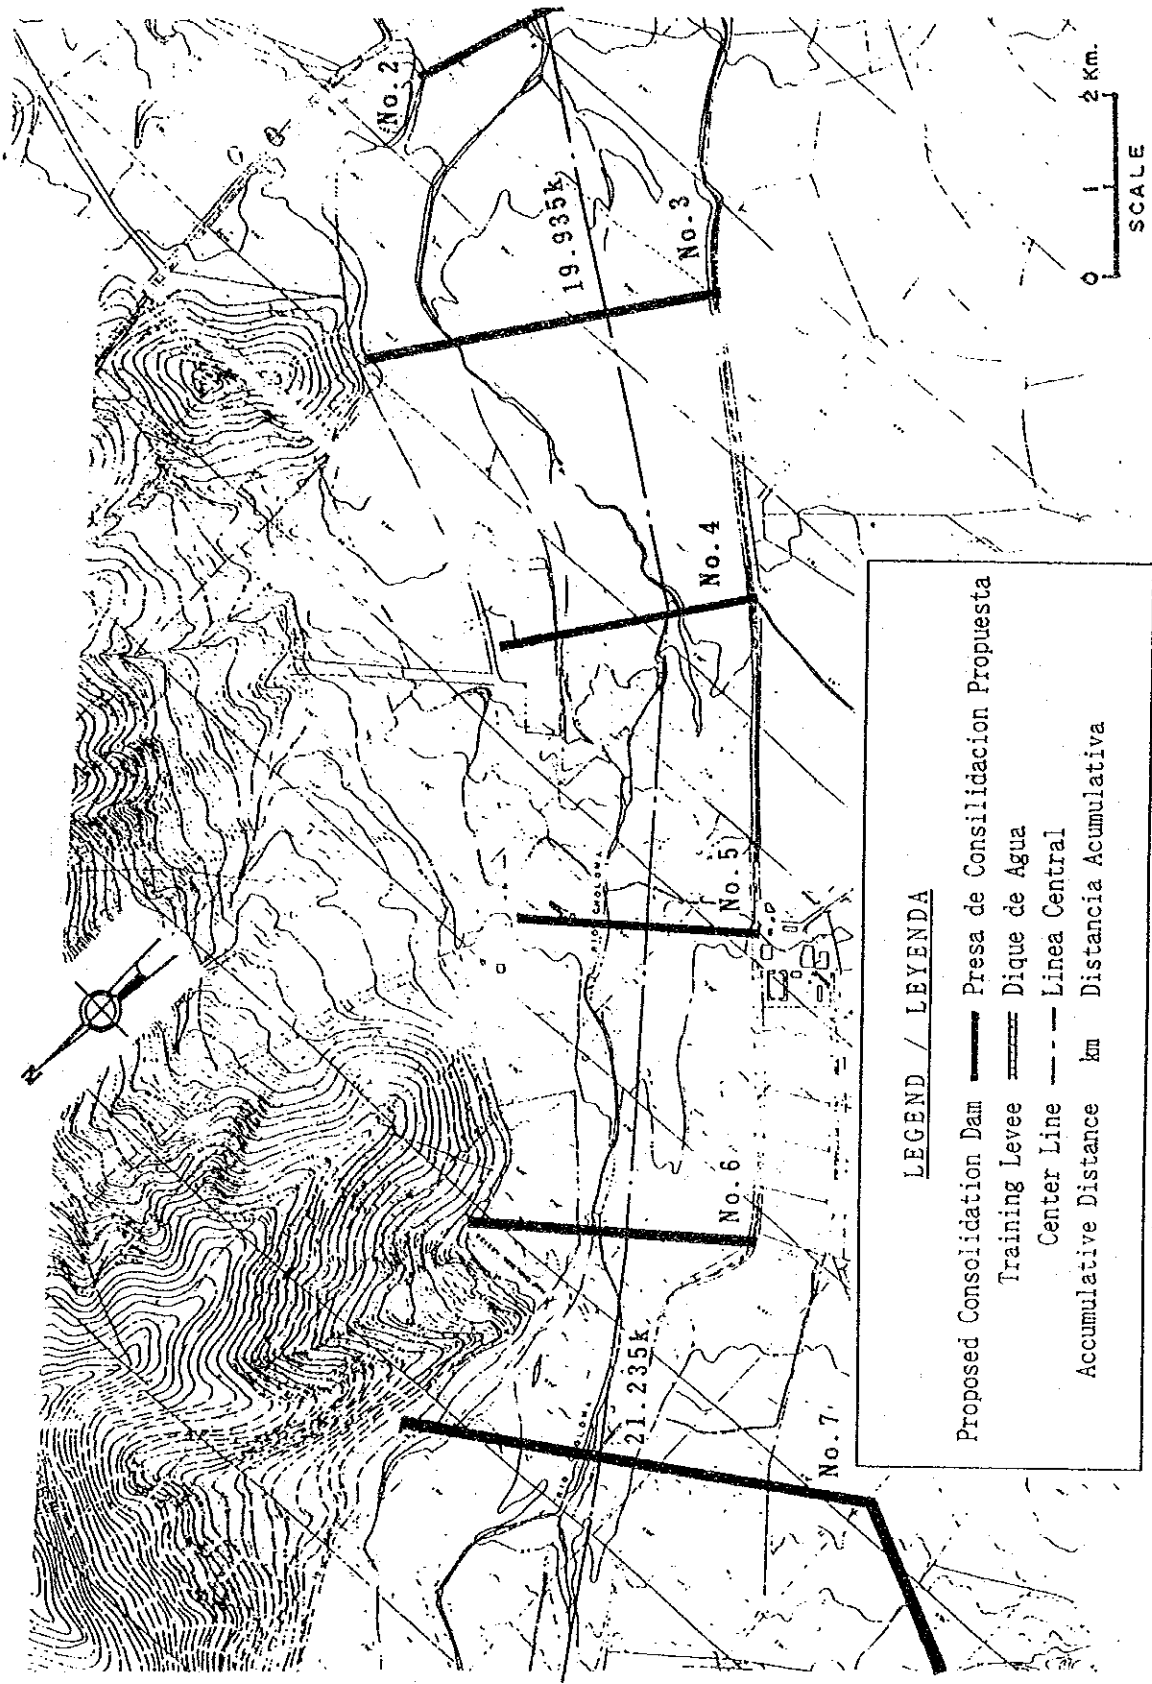 No.2
19.935k
No.3
No.4
RIO CHOLOMA
No.5
No.6
21.235k
No.7
N
0 1 2 Km.
SCALE
LEGEND / LEYENDA
Proposed Consolidation Dam Presa de Consilidacion Propuesta
Training Levee Dique de Agua
Center Line Linea Central
Accumulative Distance km Distancia Acumulativa